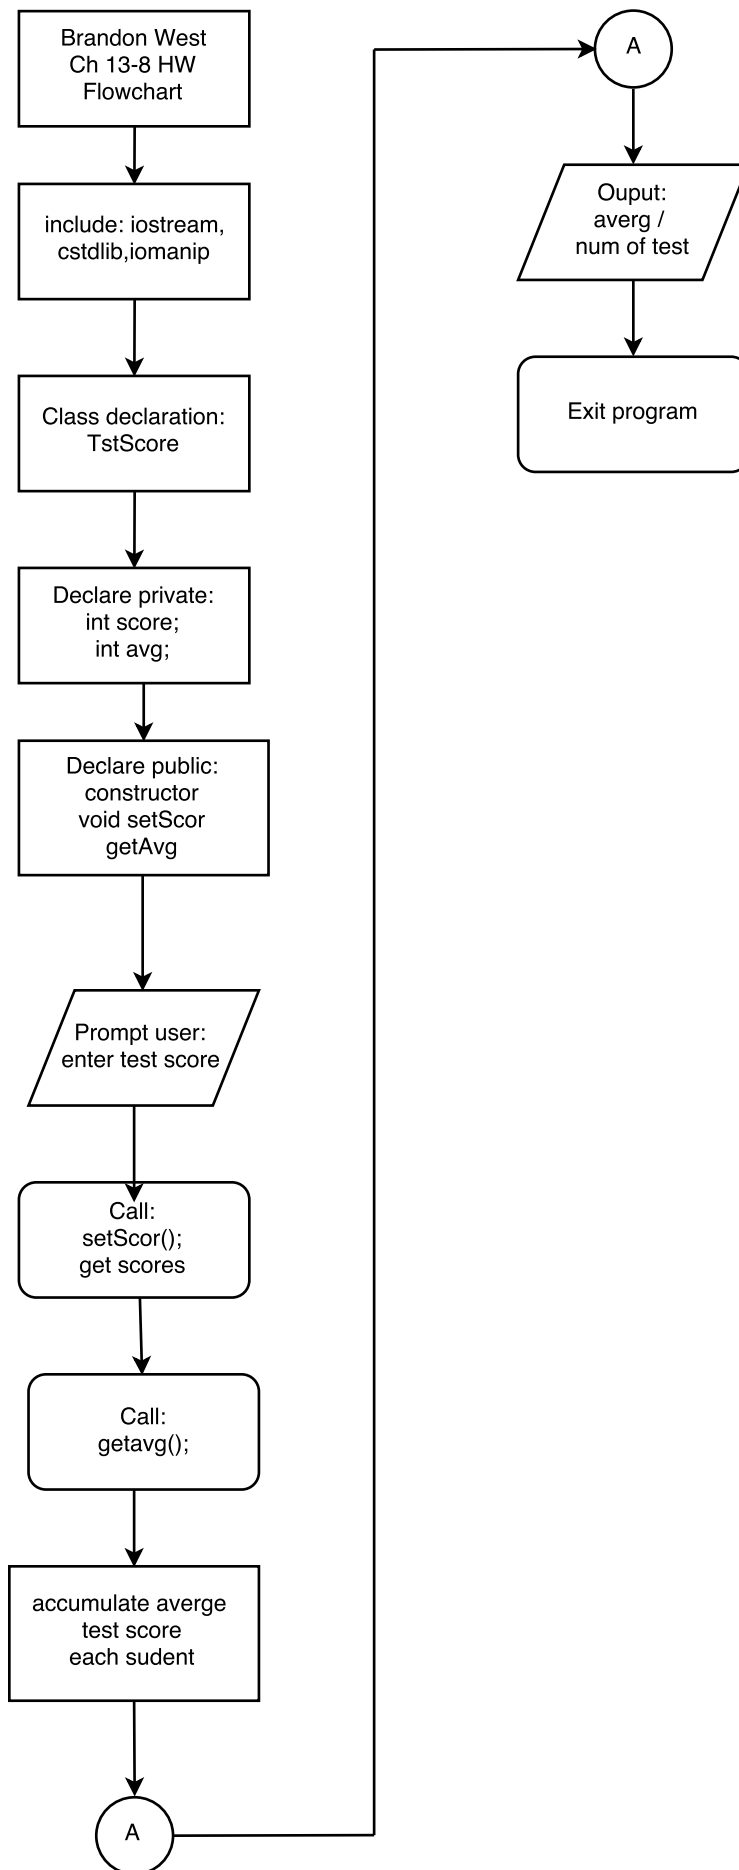 Brandon West
Ch 13-8 HW
Flowchart
include: iostream,
cstdlib,iomanip
Class declaration:
TstScore
Declare private:
int score;
int avg;
Declare public:
constructor
void setScor
getAvg
Prompt user:
enter test score
Call:
setScor();
get scores
Call:
getavg();
accumulate averge
test score
each sudent
A
A
Ouput:
averg /
num of test
Exit program